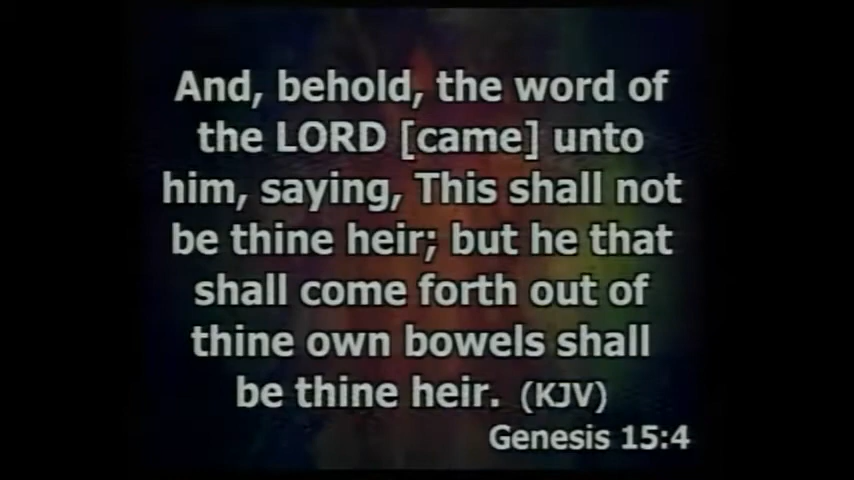 And, behold, the word of
the LORD [came] unto
him, saying, This shall not
be thine heir; but he that
shall come forth out of
thine own bowels shall
be thine heir. (KJV)
Genesis 15:4